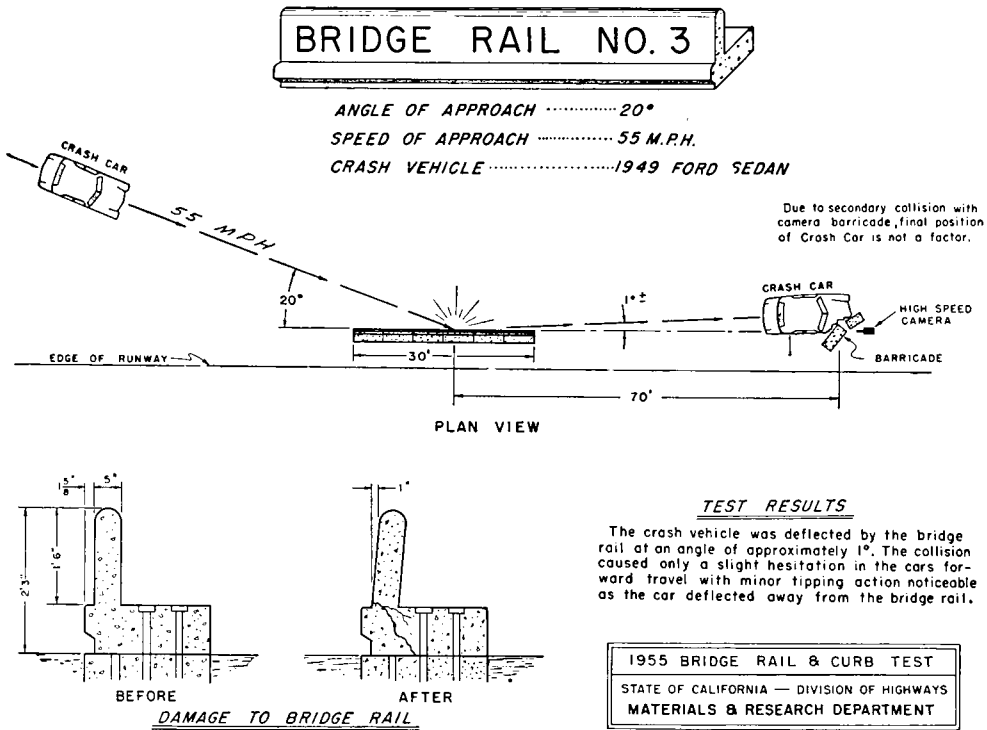 BRIDGE RAIL NO. 3
ANGLE OF APPROACH ·········· 20°
SPEED OF APPROACH ··········· 55 M.P.H.
CRASH VEHICLE ················· 1949 FORD SEDAN
CRASH CAR
55 MPH
20°
Due to secondary collision with
camera barricade, final position
of Crash Car is not a factor.
1° ±
CRASH CAR
HIGH SPEED
CAMERA
BARRICADE
30'
EDGE OF RUNWAY
70'
PLAN VIEW
1 5/8"
5"
2'3"
1'6"
BEFORE
1"
AFTER
DAMAGE TO BRIDGE RAIL
TEST RESULTS
The crash vehicle was deflected by the bridge
rail at an angle of approximately 1°. The collision
caused only a slight hesitation in the cars for-
ward travel with minor tipping action noticeable
as the car deflected away from the bridge rail.
1955 BRIDGE RAIL & CURB TEST
STATE OF CALIFORNIA — DIVISION OF HIGHWAYS
MATERIALS & RESEARCH DEPARTMENT